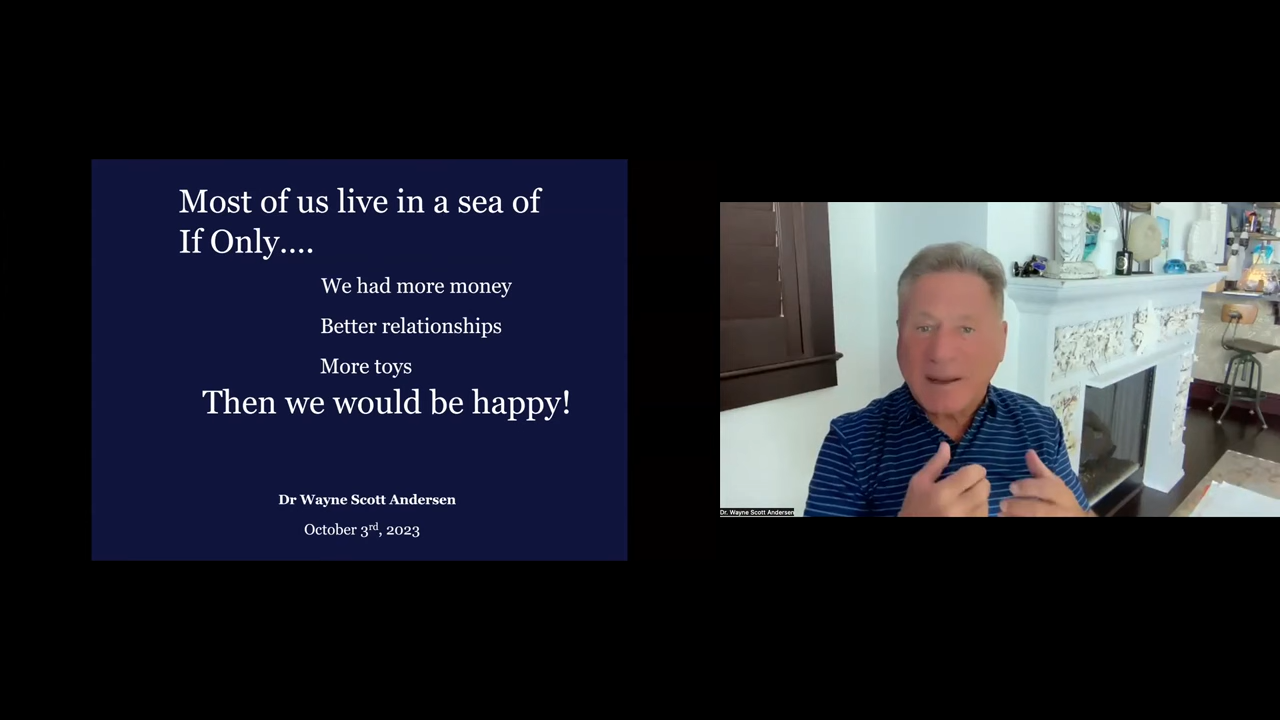 Most of us live in a sea of
If Only....
We had more money
Better relationships
More toys
Then we would be happy!
Dr Wayne Scott Andersen
October 3rd, 2023
Dr. Wayne Scott Andersen